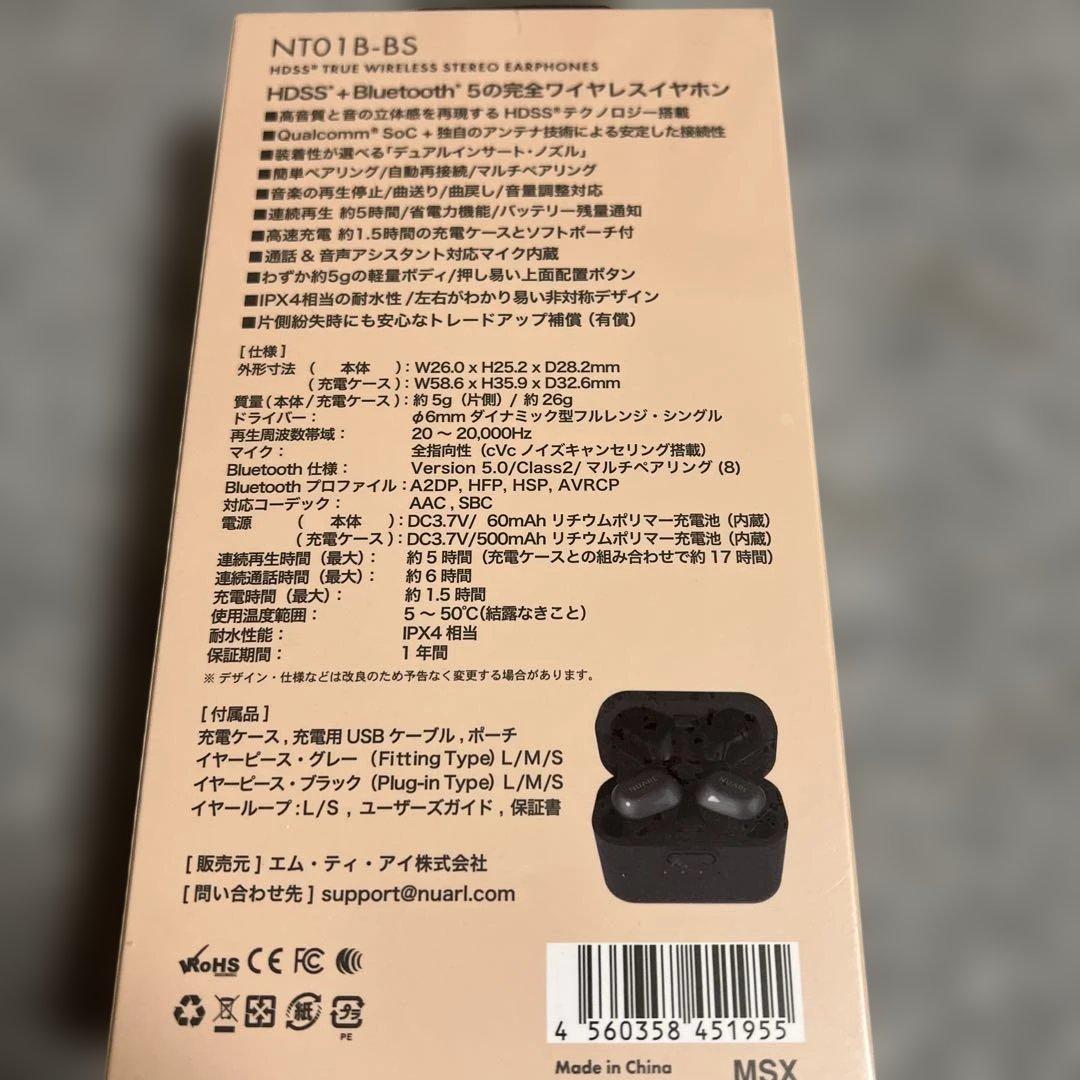 NT01B-BS
HDSS® TRUE WIRELESS STEREO EARPHONES
HDSS®+Bluetooth® 5の完全ワイヤレスイヤホン
■高音質と音の立体感を再現する HDSS®テクノロジー搭載
■Qualcomm® SoC + 独自のアンテナ技術による安定した接続性
■装着性が選べる「デュアルインサート・ノズル」
■簡単ペアリング/自動再接続/マルチペアリング
■音楽の再生停止/曲送り/曲戻し/音量調整対応
■連続再生 約5時間/省電力機能/バッテリー残量通知
■高速充電 約1.5時間の充電ケースとソフトポーチ付
■通話 & 音声アシスタント対応マイク内蔵
■わずか約5gの軽量ボディ/押し易い上面配置ボタン
■IPX4相当の耐水性 /左右がわかり易い非対称デザイン
■片側紛失時にも安心なトレードアップ補償 (有償)
[ 仕様 ]
外形寸法 ( 本体 ) : W26.0 x H25.2 x D28.2mm
( 充電ケース ) : W58.6 x H35.9 x D32.6mm
質量 ( 本体 / 充電ケース ) : 約 5g (片側) / 約 26g
ドライバー : φ6mm ダイナミック型フルレンジ・シングル
再生周波数帯域 : 20 〜 20,000Hz
マイク : 全指向性 (cVc ノイズキャンセリング搭載)
Bluetooth 仕様 : Version 5.0/Class2/ マルチペアリング (8)
Bluetooth プロファイル : A2DP, HFP, HSP, AVRCP
対応コーデック : AAC , SBC
電源 ( 本体 ) : DC3.7V/ 60mAh リチウムポリマー充電池 (内蔵)
( 充電ケース ) : DC3.7V/500mAh リチウムポリマー充電池 (内蔵)
連続再生時間 (最大) : 約 5 時間 (充電ケースとの組み合わせで約 17 時間)
連続通話時間 (最大) : 約 6 時間
充電時間 (最大) : 約 1.5 時間
使用温度範囲 : 5 〜 50℃(結露なきこと)
耐水性能 : IPX4 相当
保証期間 : 1 年間
※ デザイン・仕様などは改良のため予告なく変更する場合があります。
[ 付属品 ]
充電ケース , 充電用 USB ケーブル , ポーチ
イヤーピース・グレー (Fitting Type) L/M/S
イヤーピース・ブラック (Plug-in Type) L/M/S
イヤーループ : L/S , ユーザーズガイド , 保証書
NUARL NUARL
[ 販売元 ] エム・ティ・アイ株式会社
[ 問い合わせ先 ] support@nuarl.com
RoHS CE FC
紙 プラ
PE
4 560358 451955
Made in China
MSX